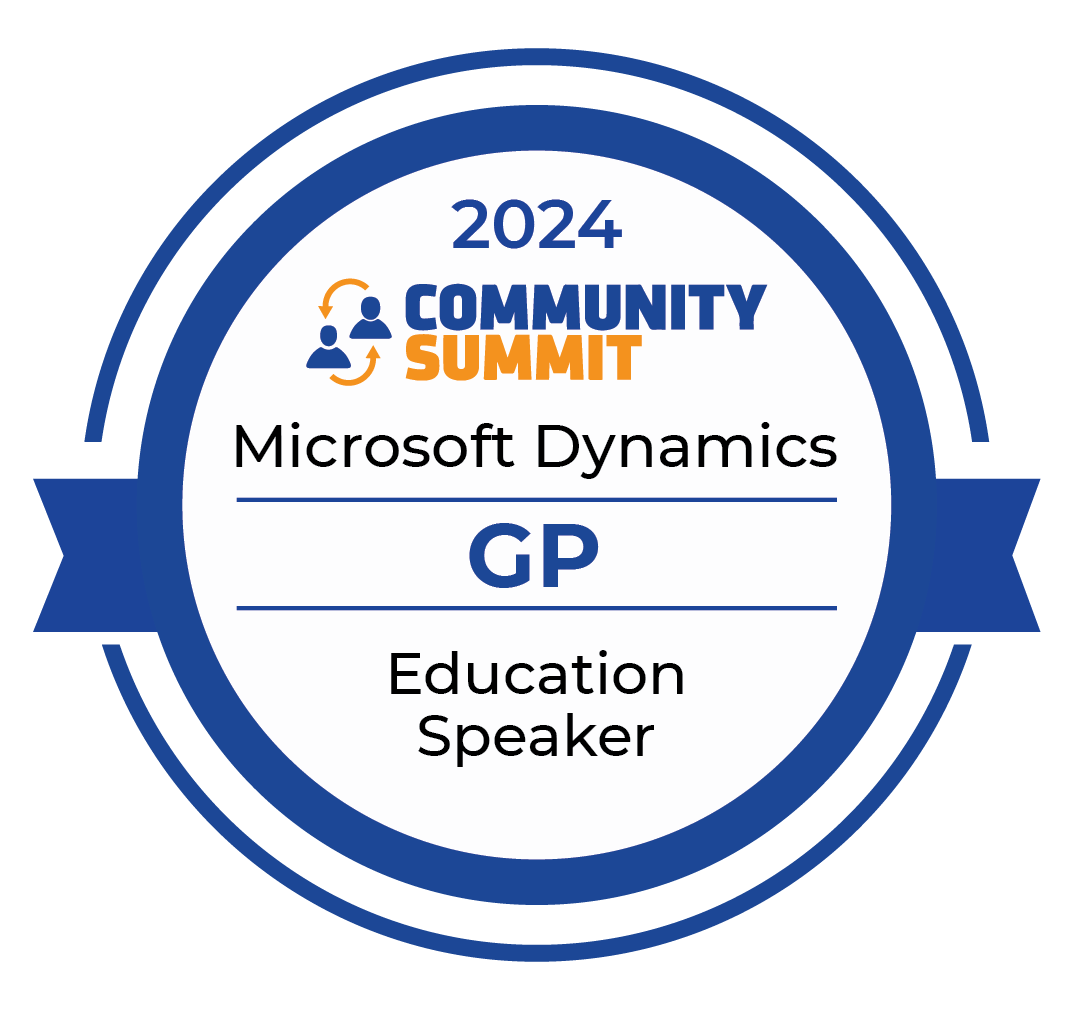 2024
COMMUNITY
SUMMIT
Microsoft Dynamics
GP
Education
Speaker